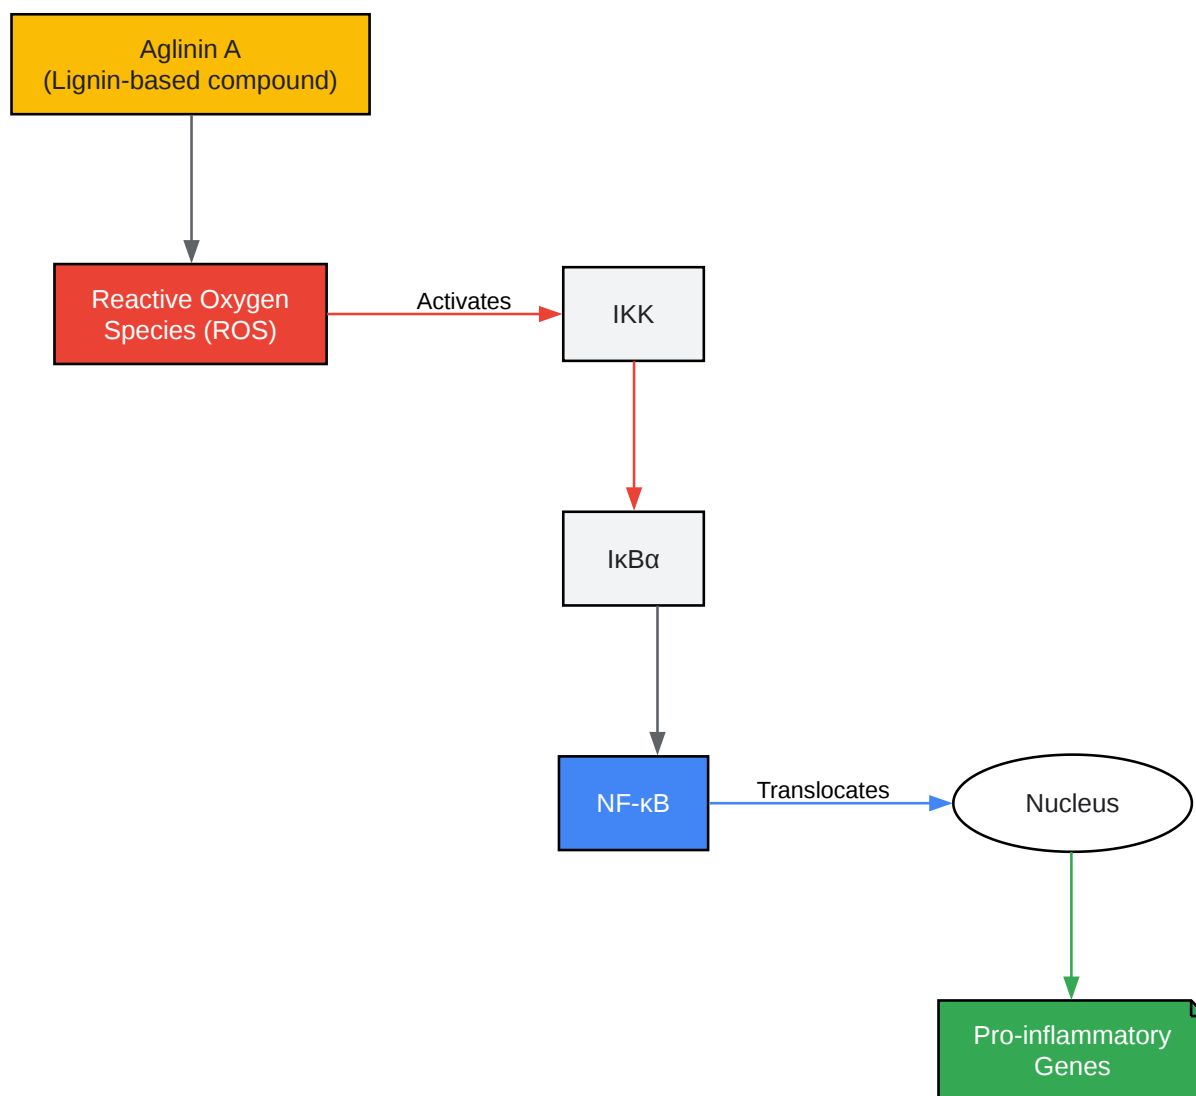 Aglinin A
(Lignin-based compound)
Reactive Oxygen
Species (ROS)
Activates
IKK
IκBα
NF-κB
Translocates
Nucleus
Pro-inflammatory
Genes